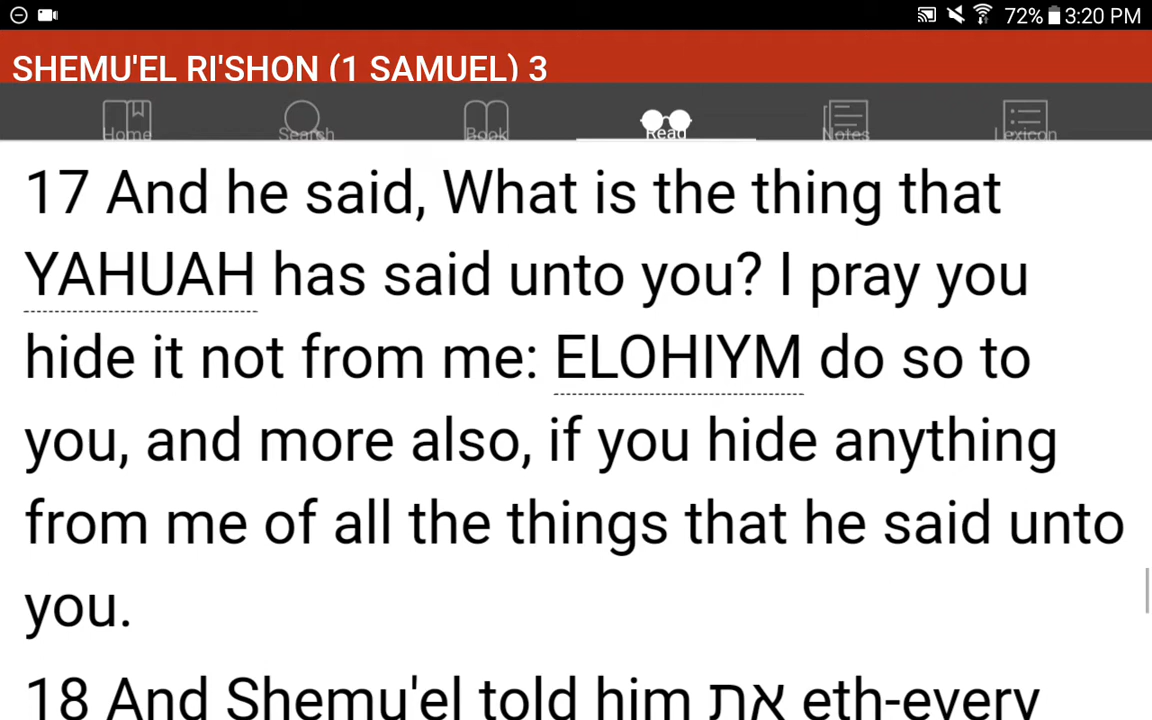 72% 3:20 PM
SHEMU'EL RI'SHON (1 SAMUEL) 3
Home Search Book Read Notes Lexicon
17 And he said, What is the thing that
YAHUAH has said unto you? I pray you
hide it not from me: ELOHIYM do so to
you, and more also, if you hide anything
from me of all the things that he said unto
you.
18 And Shemu'el told him את eth-every